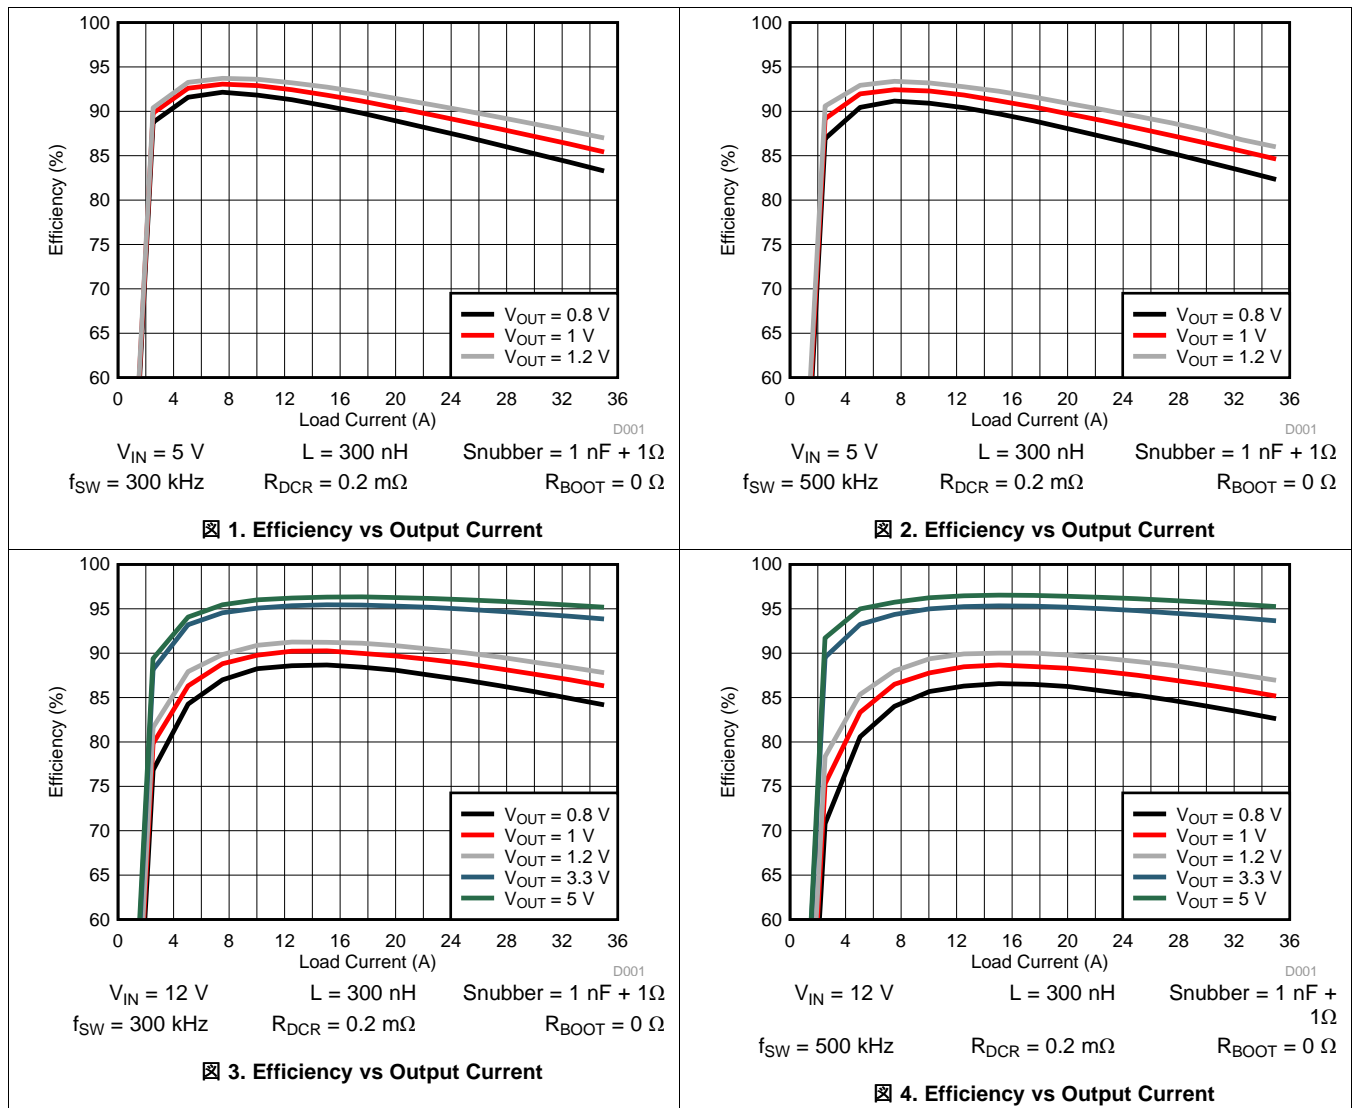 100
95
90
85
80
75
70
65
60
Efficiency (%)
0 4 8 12 16 20 24 28 32 36
Load Current (A)
D001
VOUT = 0.8 V
VOUT = 1 V
VOUT = 1.2 V
VIN = 5 V L = 300 nH Snubber = 1 nF + 1Ω
fSW = 300 kHz RDCR = 0.2 mΩ RBOOT = 0 Ω
図 1. Efficiency vs Output Current
100
95
90
85
80
75
70
65
60
Efficiency (%)
0 4 8 12 16 20 24 28 32 36
Load Current (A)
D001
VOUT = 0.8 V
VOUT = 1 V
VOUT = 1.2 V
VIN = 5 V L = 300 nH Snubber = 1 nF + 1Ω
fSW = 500 kHz RDCR = 0.2 mΩ RBOOT = 0 Ω
図 2. Efficiency vs Output Current
100
95
90
85
80
75
70
65
60
Efficiency (%)
0 4 8 12 16 20 24 28 32 36
Load Current (A)
D001
VOUT = 0.8 V
VOUT = 1 V
VOUT = 1.2 V
VOUT = 3.3 V
VOUT = 5 V
VIN = 12 V L = 300 nH Snubber = 1 nF + 1Ω
fSW = 300 kHz RDCR = 0.2 mΩ RBOOT = 0 Ω
図 3. Efficiency vs Output Current
100
95
90
85
80
75
70
65
60
Efficiency (%)
0 4 8 12 16 20 24 28 32 36
Load Current (A)
D001
VOUT = 0.8 V
VOUT = 1 V
VOUT = 1.2 V
VOUT = 3.3 V
VOUT = 5 V
VIN = 12 V L = 300 nH Snubber = 1 nF +
1Ω
fSW = 500 kHz RDCR = 0.2 mΩ RBOOT = 0 Ω
図 4. Efficiency vs Output Current